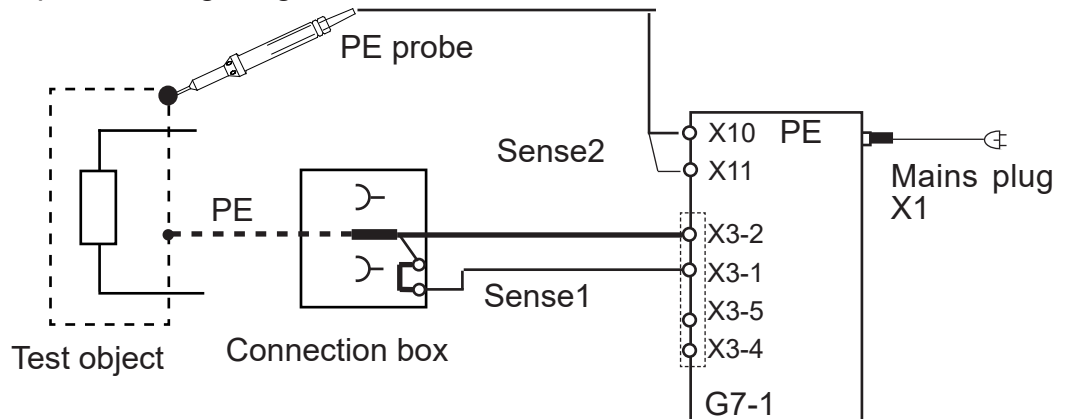 PE probe
X10 PE
Sense2
X11
Mains plug
X1
PE
X3-2
X3-1
Sense1
X3-5
X3-4
Test object
Connection box
G7-1